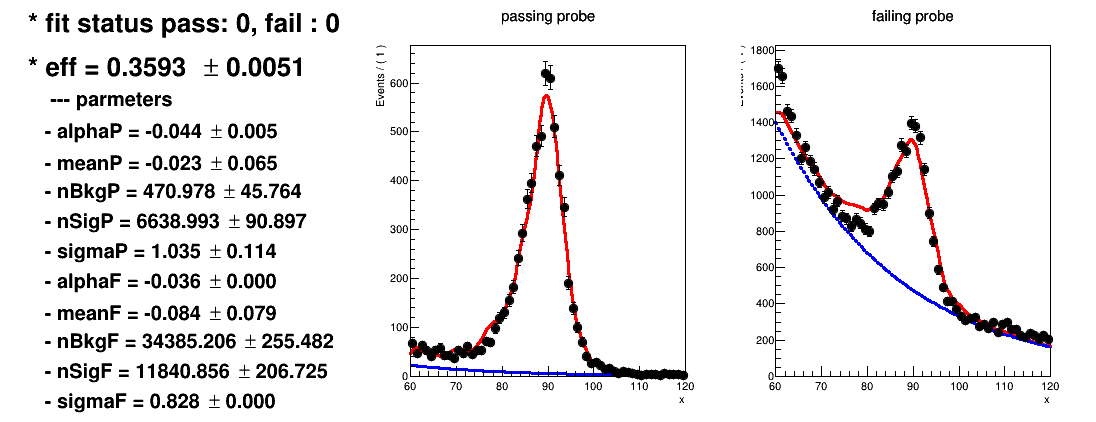 * fit status pass: 0, fail : 0
* eff = 0.3593 ± 0.0051
--- parmeters
- alphaP = -0.044 ± 0.005
- meanP = -0.023 ± 0.065
- nBkgP = 470.978 ± 45.764
- nSigP = 6638.993 ± 90.897
- sigmaP = 1.035 ± 0.114
- alphaF = -0.036 ± 0.000
- meanF = -0.084 ± 0.079
- nBkgF = 34385.206 ± 255.482
- nSigF = 11840.856 ± 206.725
- sigmaF = 0.828 ± 0.000
passing probe
Events / ( 1 )
600
500
400
300
200
100
0
60 70 80 90 100 110 120
x
failing probe
Events / ( 1 )
1800
1600
1400
1200
1000
800
600
400
200
0
60 70 80 90 100 110 120
x